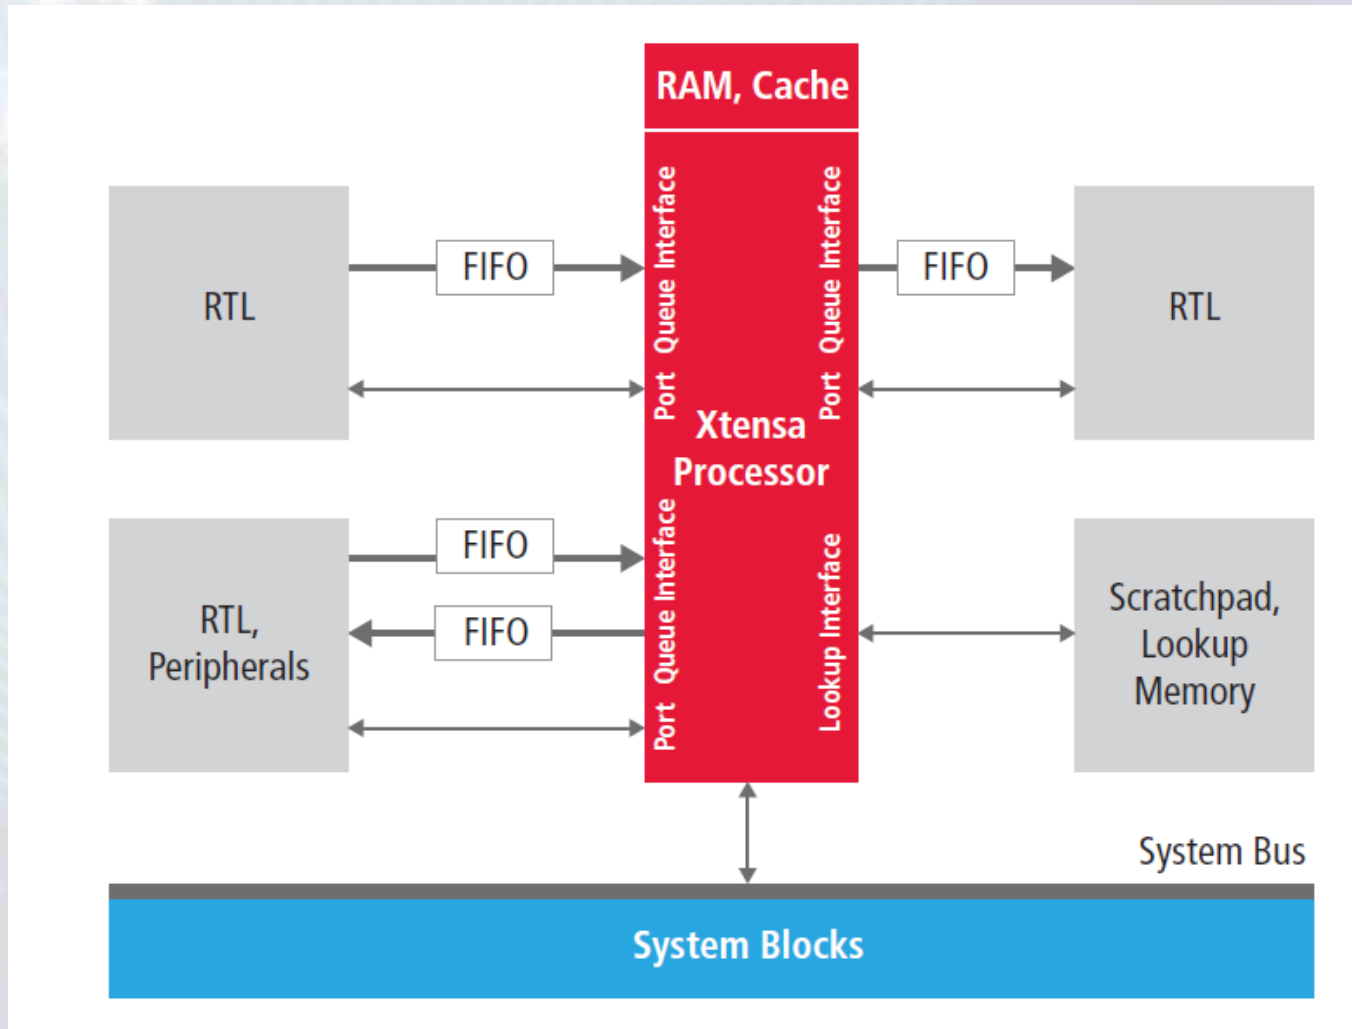 RAM, Cache
Port Queue Interface
Port Queue Interface
RTL
FIFO
FIFO
RTL
Xtensa
Processor
RTL,
Peripherals
FIFO
FIFO
Port Queue Interface
Lookup Interface
Scratchpad,
Lookup
Memory
System Bus
System Blocks